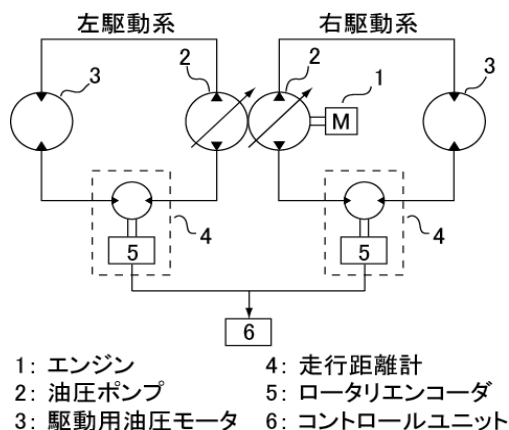 左駆動系
右駆動系
3
2
2
1
3
M
4
4
5
5
6
1: エンジン
2: 油圧ポンプ
3: 駆動用油圧モータ
4: 走行距離計
5: ロータリエンコーダ
6: コントロールユニット